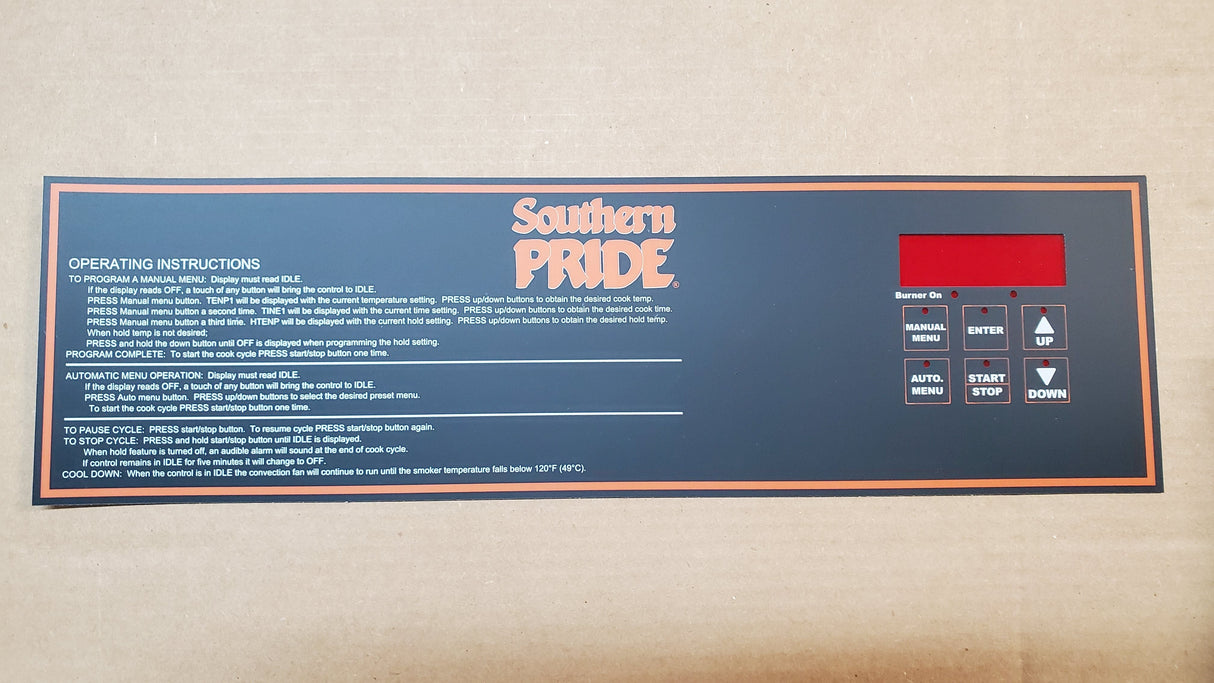 Southern
PRIDE®
OPERATING INSTRUCTIONS
TO PROGRAM A MANUAL MENU: Display must read IDLE.
If the display reads OFF, a touch of any button will bring the control to IDLE.
PRESS Manual menu button. TENP1 will be displayed with the current temperature setting. PRESS up/down buttons to obtain the desired cook temp.
PRESS Manual menu button a second time. TINE1 will be displayed with the current time setting. PRESS up/down buttons to obtain the desired cook time.
PRESS Manual menu button a third time. HTENP will be displayed with the current hold setting. PRESS up/down buttons to obtain the desired hold temp.
When hold temp is not desired;
PRESS and hold the down button until OFF is displayed when programming the hold setting.
PROGRAM COMPLETE: To start the cook cycle PRESS start/stop button one time.
AUTOMATIC MENU OPERATION: Display must read IDLE.
If the display reads OFF, a touch of any button will bring the control to IDLE.
PRESS Auto menu button. PRESS up/down buttons to select the desired preset menu.
To start the cook cycle PRESS start/stop button one time.
TO PAUSE CYCLE: PRESS start/stop button. To resume cycle PRESS start/stop button again.
TO STOP CYCLE: PRESS and hold start/stop button until IDLE is displayed.
When hold feature is turned off, an audible alarm will sound at the end of cook cycle.
If control remains in IDLE for five minutes it will change to OFF.
COOL DOWN: When the control is in IDLE the convection fan will continue to run until the smoker temperature falls below 120°F (49°C).
Burner On
MANUAL
MENU
ENTER
UP
AUTO.
MENU
START
STOP
DOWN